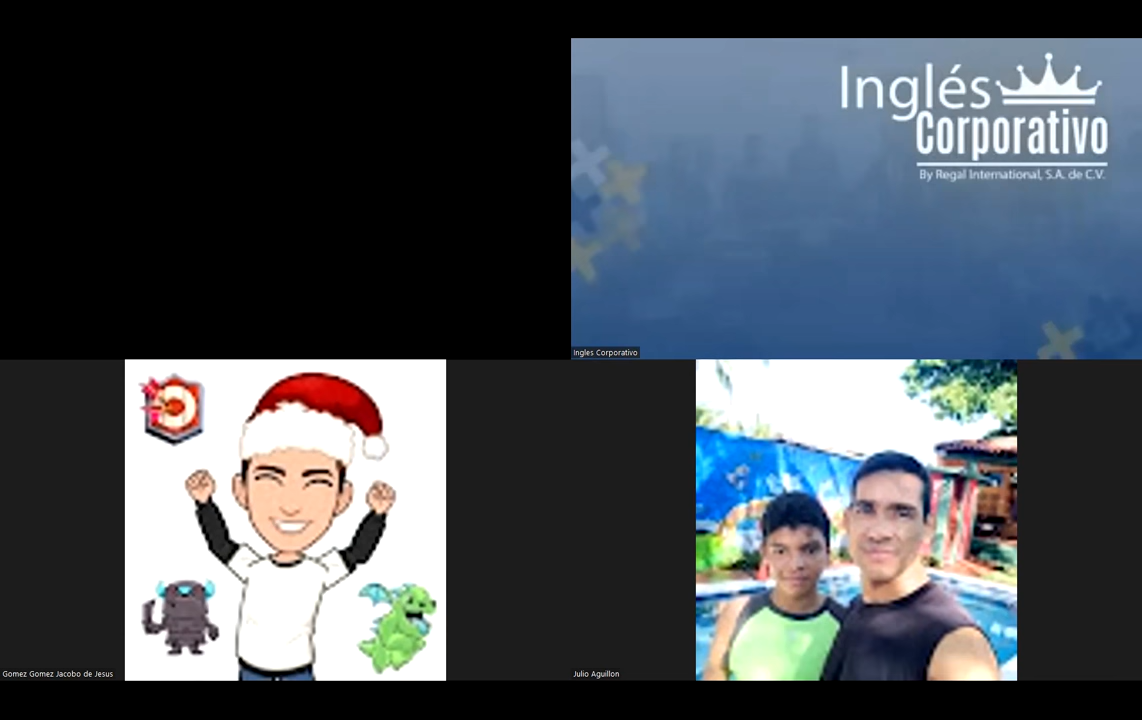 Inglés
Corporativo
By Regal International, S.A. de C.V.
Ingles Corporativo
Gomez Gomez Jacobo de Jesus
Julio Aguillon